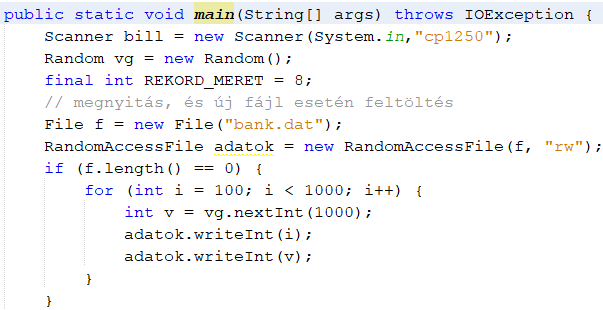 public static void main(String[] args) throws IOException {
Scanner bill = new Scanner(System.in,"cp1250");
Random vg = new Random();
final int REKORD_MERET = 8;
// megnyitás, és új fájl esetén feltöltés
File f = new File("bank.dat");
RandomAccessFile adatok = new RandomAccessFile(f, "rw");
if (f.length() == 0) {
for (int i = 100; i < 1000; i++) {
int v = vg.nextInt(1000);
adatok.writeInt(i);
adatok.writeInt(v);
}
}